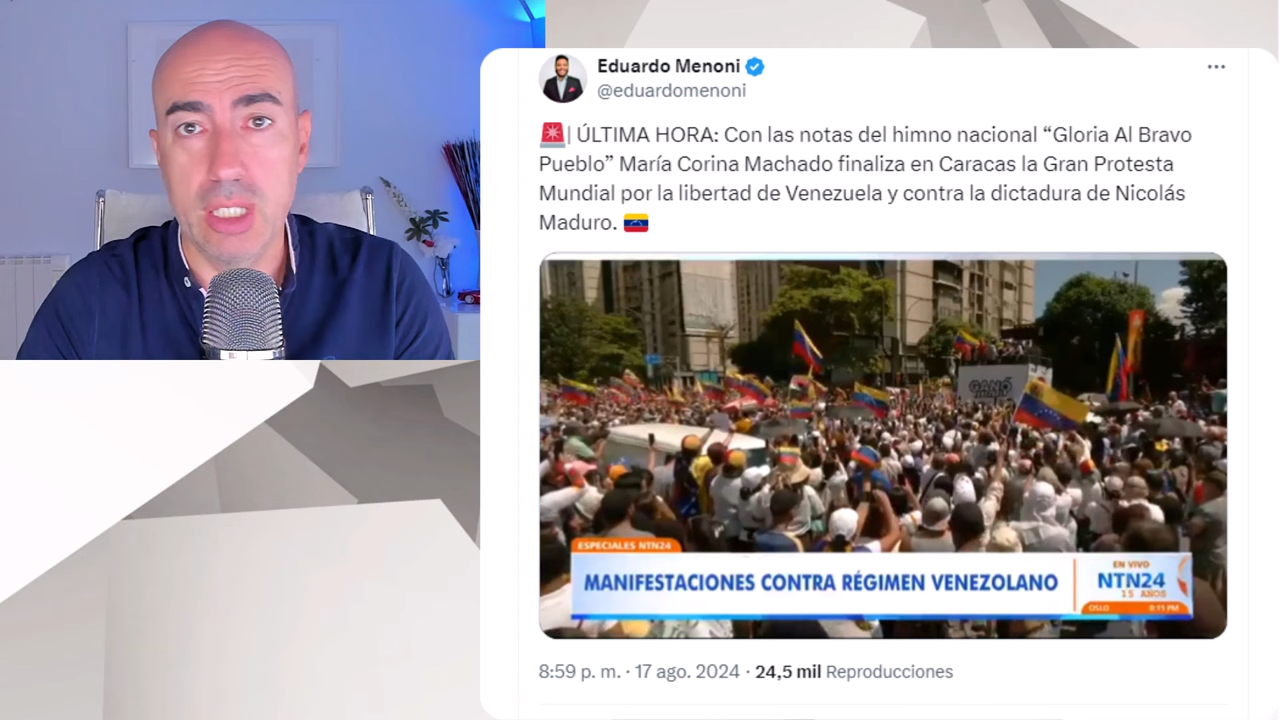 Eduardo Menoni
@eduardomenoni
ÚLTIMA HORA: Con las notas del himno nacional “Gloria Al Bravo
Pueblo” María Corina Machado finaliza en Caracas la Gran Protesta
Mundial por la libertad de Venezuela y contra la dictadura de Nicolás
Maduro.
GANÓ
ESPECIALES NTN24
MANIFESTACIONES CONTRA RÉGIMEN VENEZOLANO
EN VIVO
NTN24
15 AÑOS
OSLO 8:15 PM
8:59 p. m. · 17 ago. 2024 · 24,5 mil Reproducciones